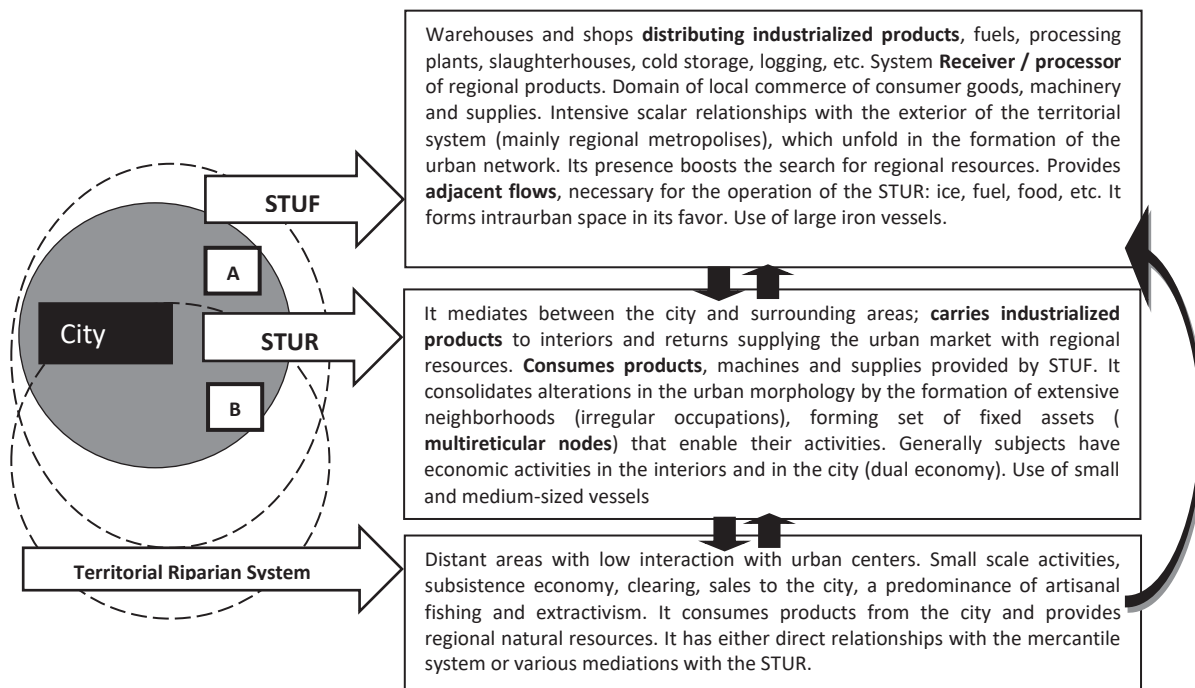 Warehouses and shops distributing industrialized products, fuels, processing
plants, slaughterhouses, cold storage, logging, etc. System Receiver / processor
of regional products. Domain of local commerce of consumer goods, machinery
and supplies. Intensive scalar relationships with the exterior of the territorial
system (mainly regional metropolises), which unfold in the formation of the
urban network. Its presence boosts the search for regional resources. Provides
adjacent flows, necessary for the operation of the STUR: ice, fuel, food, etc. It
forms intraurban space in its favor. Use of large iron vessels.
STUF
A
City
STUR
B
It mediates between the city and surrounding areas; carries industrialized
products to interiors and returns supplying the urban market with regional
resources. Consumes products, machines and supplies provided by STUF. It
consolidates alterations in the urban morphology by the formation of extensive
neighborhoods (irregular occupations), forming set of fixed assets (
multireticular nodes) that enable their activities. Generally subjects have
economic activities in the interiors and in the city (dual economy). Use of small
and medium-sized vessels
Territorial Riparian System
Distant areas with low interaction with urban centers. Small scale activities,
subsistence economy, clearing, sales to the city, a predominance of artisanal
fishing and extractivism. It consumes products from the city and provides
regional natural resources. It has either direct relationships with the mercantile
system or various mediations with the STUR.